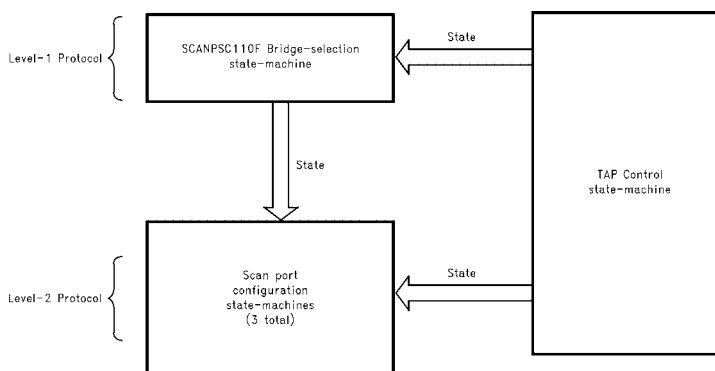 Level-1 Protocol
SCANPSC110F Bridge-selection
state-machine
State
State
TAP Control
state-machine
Level-2 Protocol
Scan port
configuration
state-machines
(3 total)
State